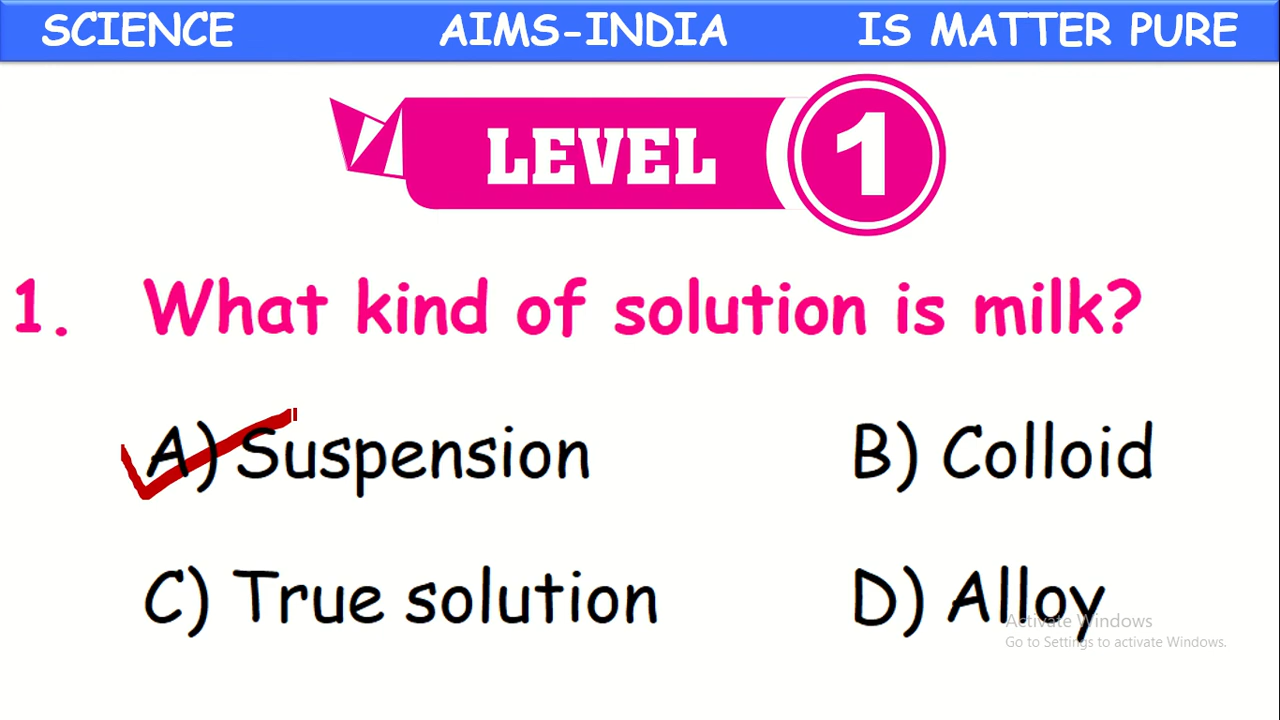 SCIENCE AIMS-INDIA IS MATTER PURE
LEVEL 1
1. What kind of solution is milk?
A) Suspension B) Colloid
C) True solution D) Alloy
Activate Windows
Go to Settings to activate Windows.